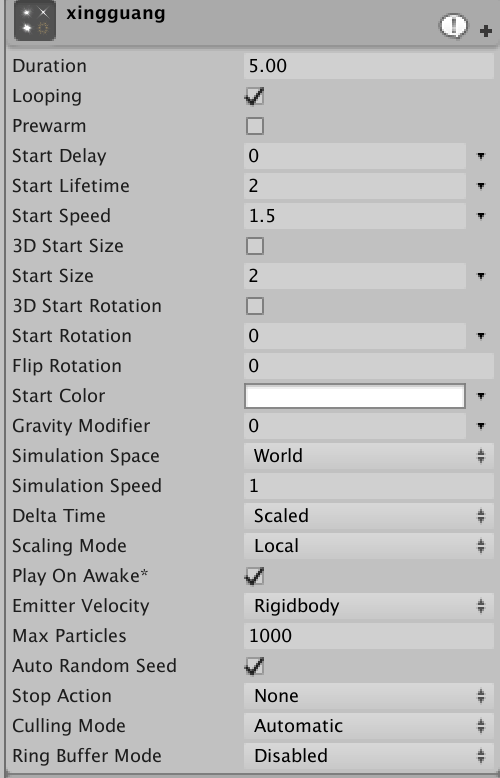 xingguang
Duration 5.00
Looping
Prewarm
Start Delay 0
Start Lifetime 2
Start Speed 1.5
3D Start Size
Start Size 2
3D Start Rotation
Start Rotation 0
Flip Rotation 0
Start Color
Gravity Modifier 0
Simulation Space World
Simulation Speed 1
Delta Time Scaled
Scaling Mode Local
Play On Awake*
Emitter Velocity Rigidbody
Max Particles 1000
Auto Random Seed
Stop Action None
Culling Mode Automatic
Ring Buffer Mode Disabled